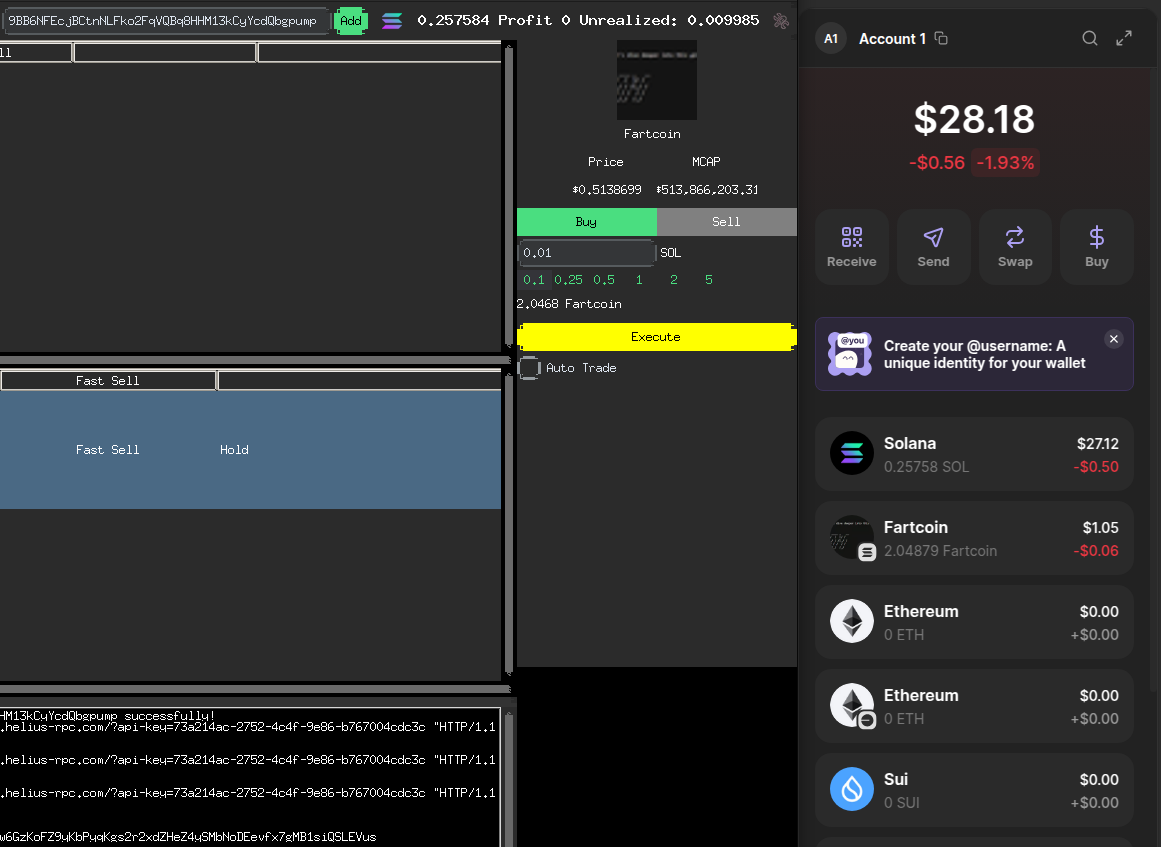 9BB6NFEcjBCtnNLFko2FqVQBq8HHM13kCyYcdQbgpump Add 0.257584 Profit 0 Unrealized: 0.009985
ll
Fartcoin
Price MCAP
$0.5138699 $513,866,203.31
Buy Sell
0.01 SOL
0.1 0.25 0.5 1 2 5
2.0468 Fartcoin
Execute
Auto Trade
Fast Sell
Fast Sell Hold
HM13kCyYcdQbgpump successfully!
.helius-rpc.com/?api-key=73a214ac-2752-4c4f-9e86-b767004cdc3c "HTTP/1.1
.helius-rpc.com/?api-key=73a214ac-2752-4c4f-9e86-b767004cdc3c "HTTP/1.1
.helius-rpc.com/?api-key=73a214ac-2752-4c4f-9e86-b767004cdc3c "HTTP/1.1
w6GzKoFZ9yKbPyqKgs2r2xdZHeZ4ySMbNoDEevfx7gMB1siQSLEVus
A1 Account 1
$28.18
-$0.56 -1.93%
Receive Send Swap Buy
@you
Create your @username: A
unique identity for your wallet
Solana $27.12
0.25758 SOL -$0.50
Fartcoin $1.05
2.04879 Fartcoin -$0.06
Ethereum $0.00
0 ETH +$0.00
Ethereum $0.00
0 ETH +$0.00
Sui $0.00
0 SUI +$0.00